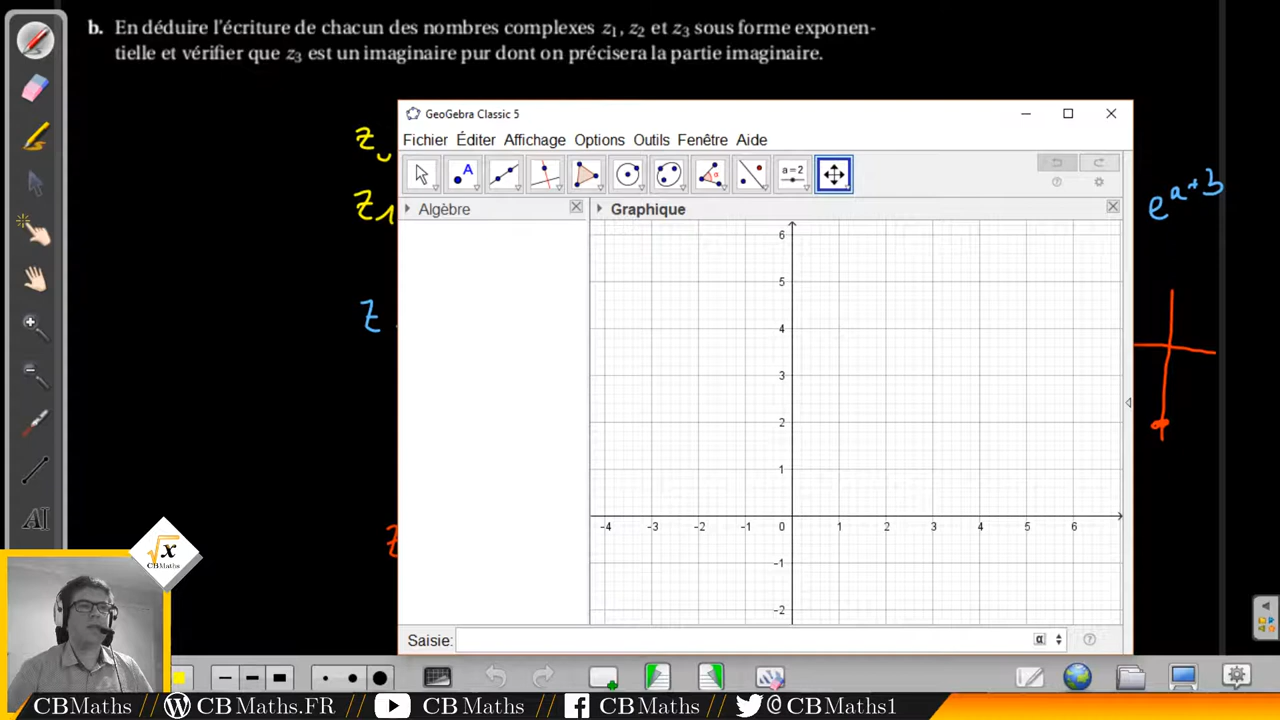 b. En déduire l'écriture de chacun des nombres complexes z₁, z₂ et z₃ sous forme exponen-
tielle et vérifier que z₃ est un imaginaire pur dont on précisera la partie imaginaire.
GeoGebra Classic 5
Fichier Éditer Affichage Options Outils Fenêtre Aide
A
α
a=2
Algèbre
Graphique
z₀
z₁
z
z
e^{a+b}
6
5
4
3
2
1
-4 -3 -2 -1 0 1 2 3 4 5 6
-1
-2
Saisie:
α
AI
√x
CBMaths
CBMaths CBMaths.FR CBMaths CBMaths @CBMaths1